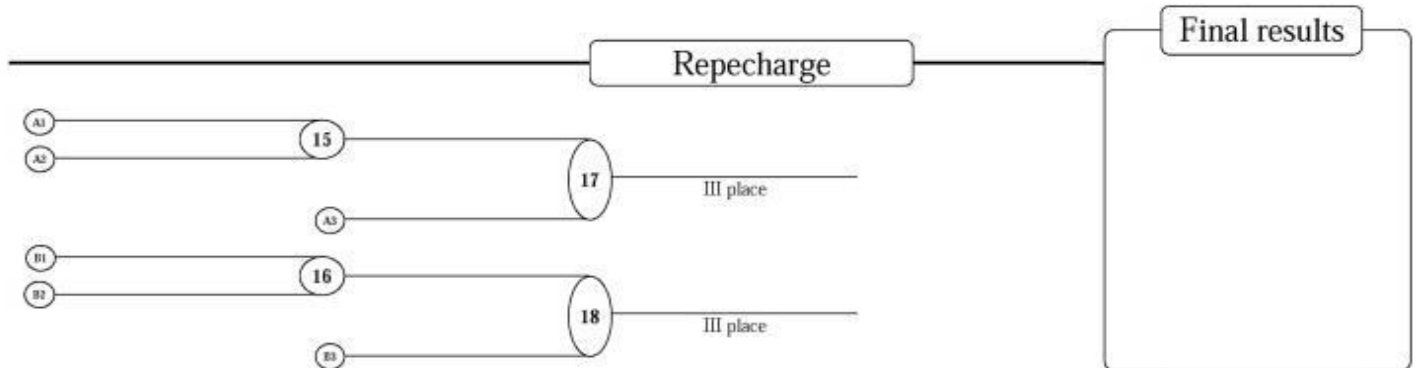 Final results
Repecharge
A1
15
A2
17
III place
A3
B1
16
B2
18
III place
B3